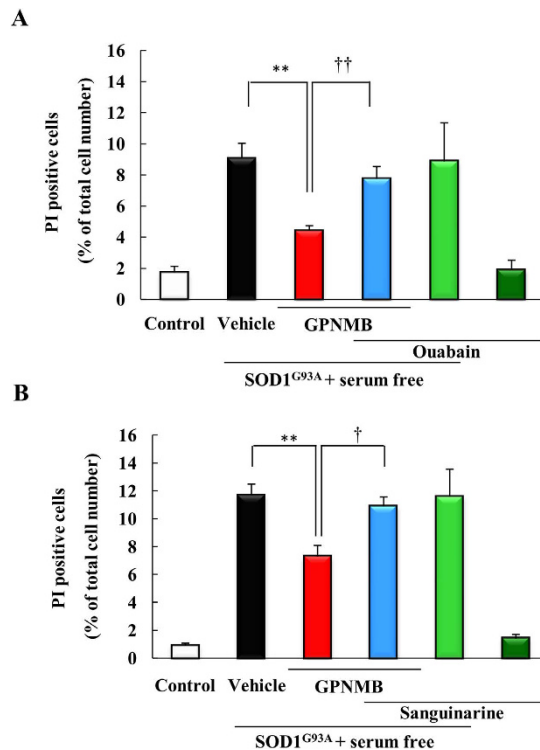 A
PI positive cells
(% of total cell number)
16
14
12
10
8
6
4
2
0
**
††
Control
Vehicle
GPNMB
Ouabain
SOD1G93A + serum free
B
PI positive cells
(% of total cell number)
16
14
12
10
8
6
4
2
0
**
†
Control
Vehicle
GPNMB
Sanguinarine
SOD1G93A + serum free